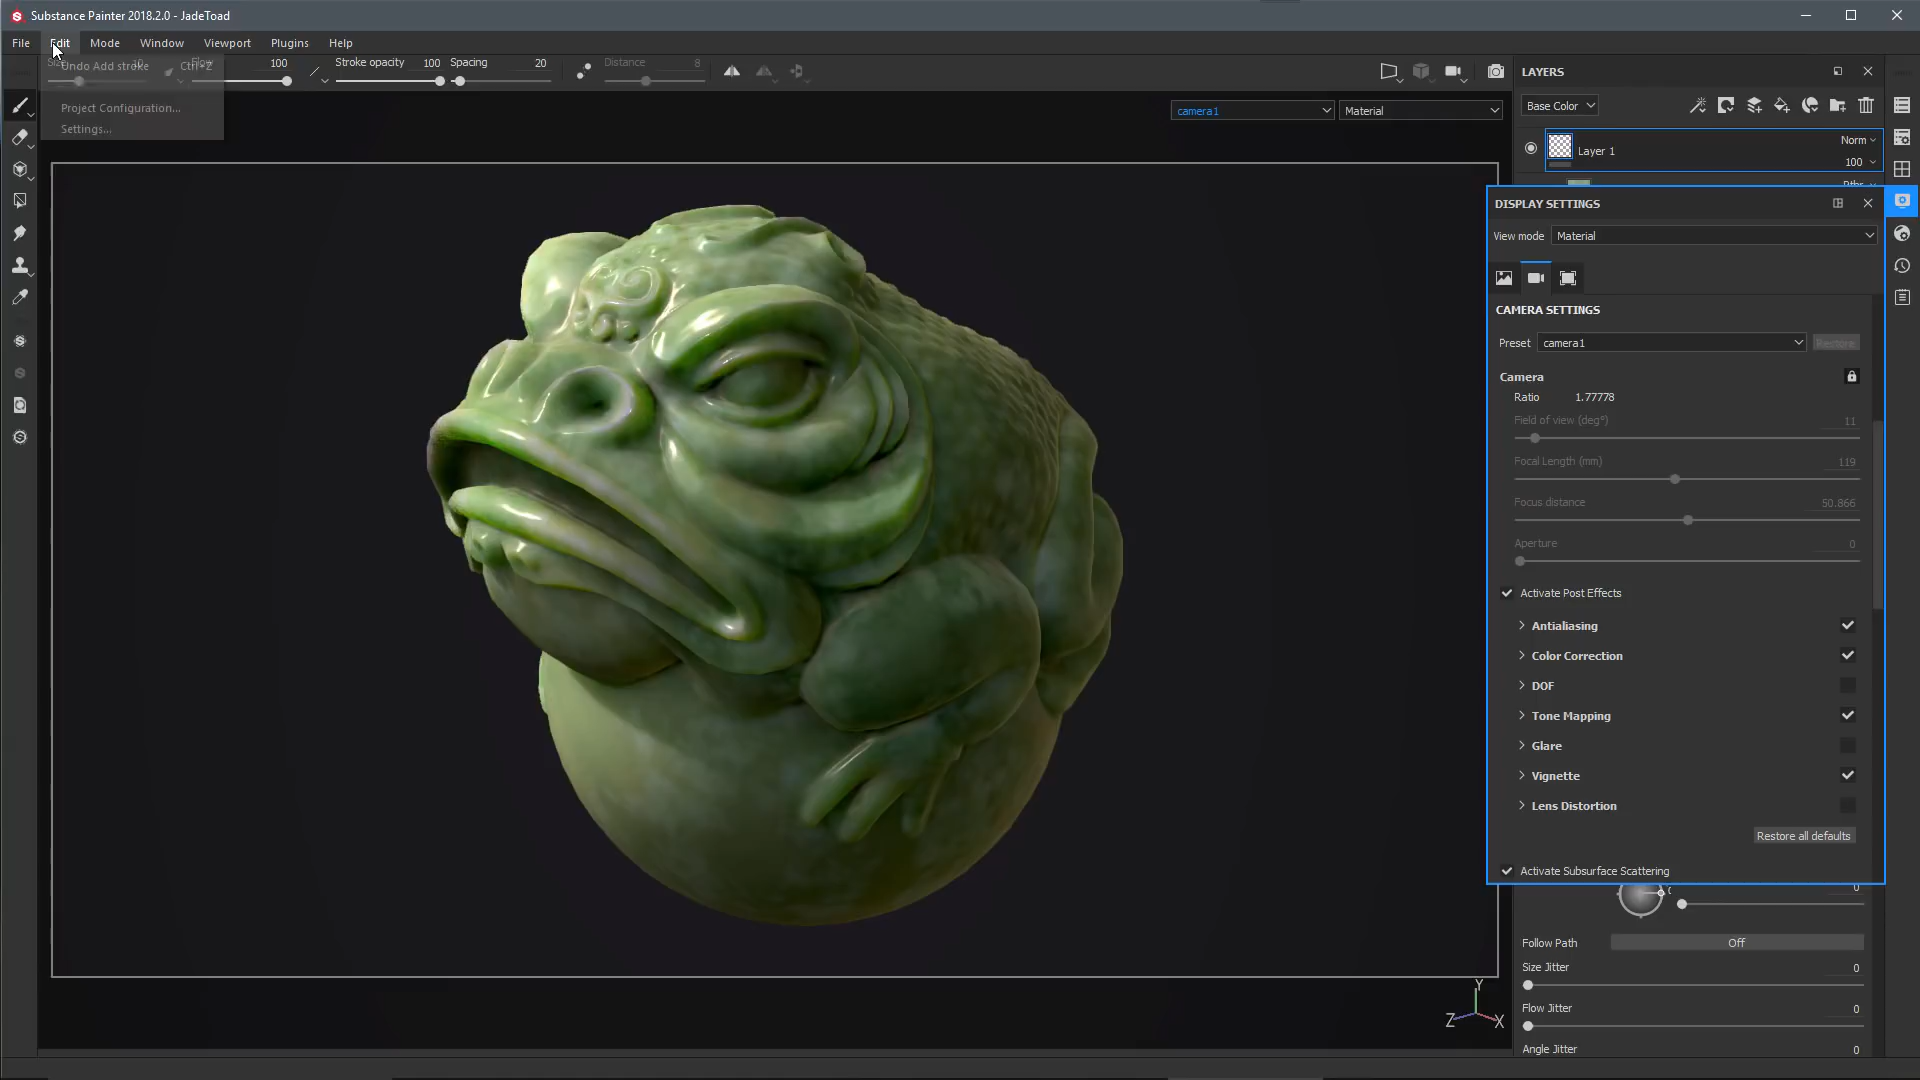 Substance Painter 2018.2.0 - JadeToad
File Edit Mode Window Viewport Plugins Help
Undo Add stroke Ctrl+Z
Project Configuration...
Settings...
100
Stroke opacity 100
Spacing 20
Distance 8
camera1
Material
LAYERS
Base Color
Layer 1
Norm
100
DISPLAY SETTINGS
View mode Material
CAMERA SETTINGS
Preset camera1 Restore
Camera
Ratio 1.77778
Field of view (deg°) 11
Focal Length (mm) 119
Focus distance 50.866
Aperture 0
Activate Post Effects
Antialiasing
Color Correction
DOF
Tone Mapping
Glare
Vignette
Lens Distortion
Restore all defaults
Activate Subsurface Scattering
0
Follow Path Off
Size Jitter 0
Flow Jitter 0
Angle Jitter 0
Y
Z
X